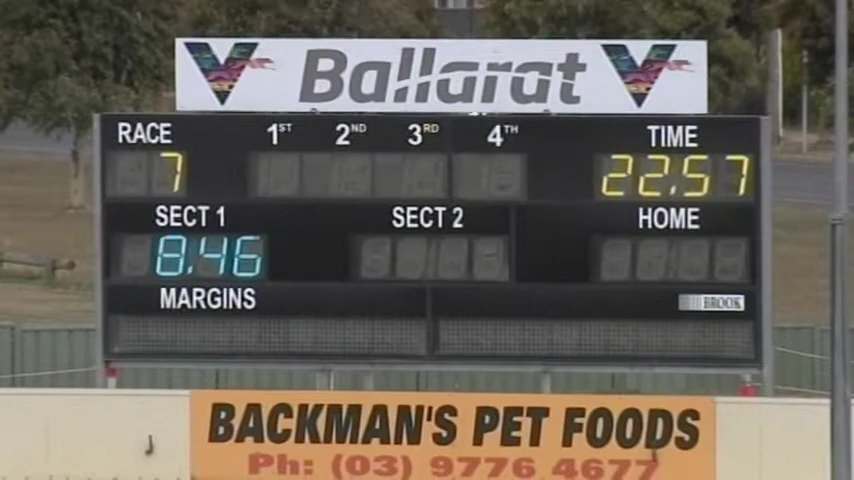 Ballarat
RACE 1ST 2ND 3RD 4TH TIME
7 22.57
SECT 1 SECT 2 HOME
8.46
MARGINS
BROOK
BACKMAN'S PET FOODS
Ph: (03) 9776 4677